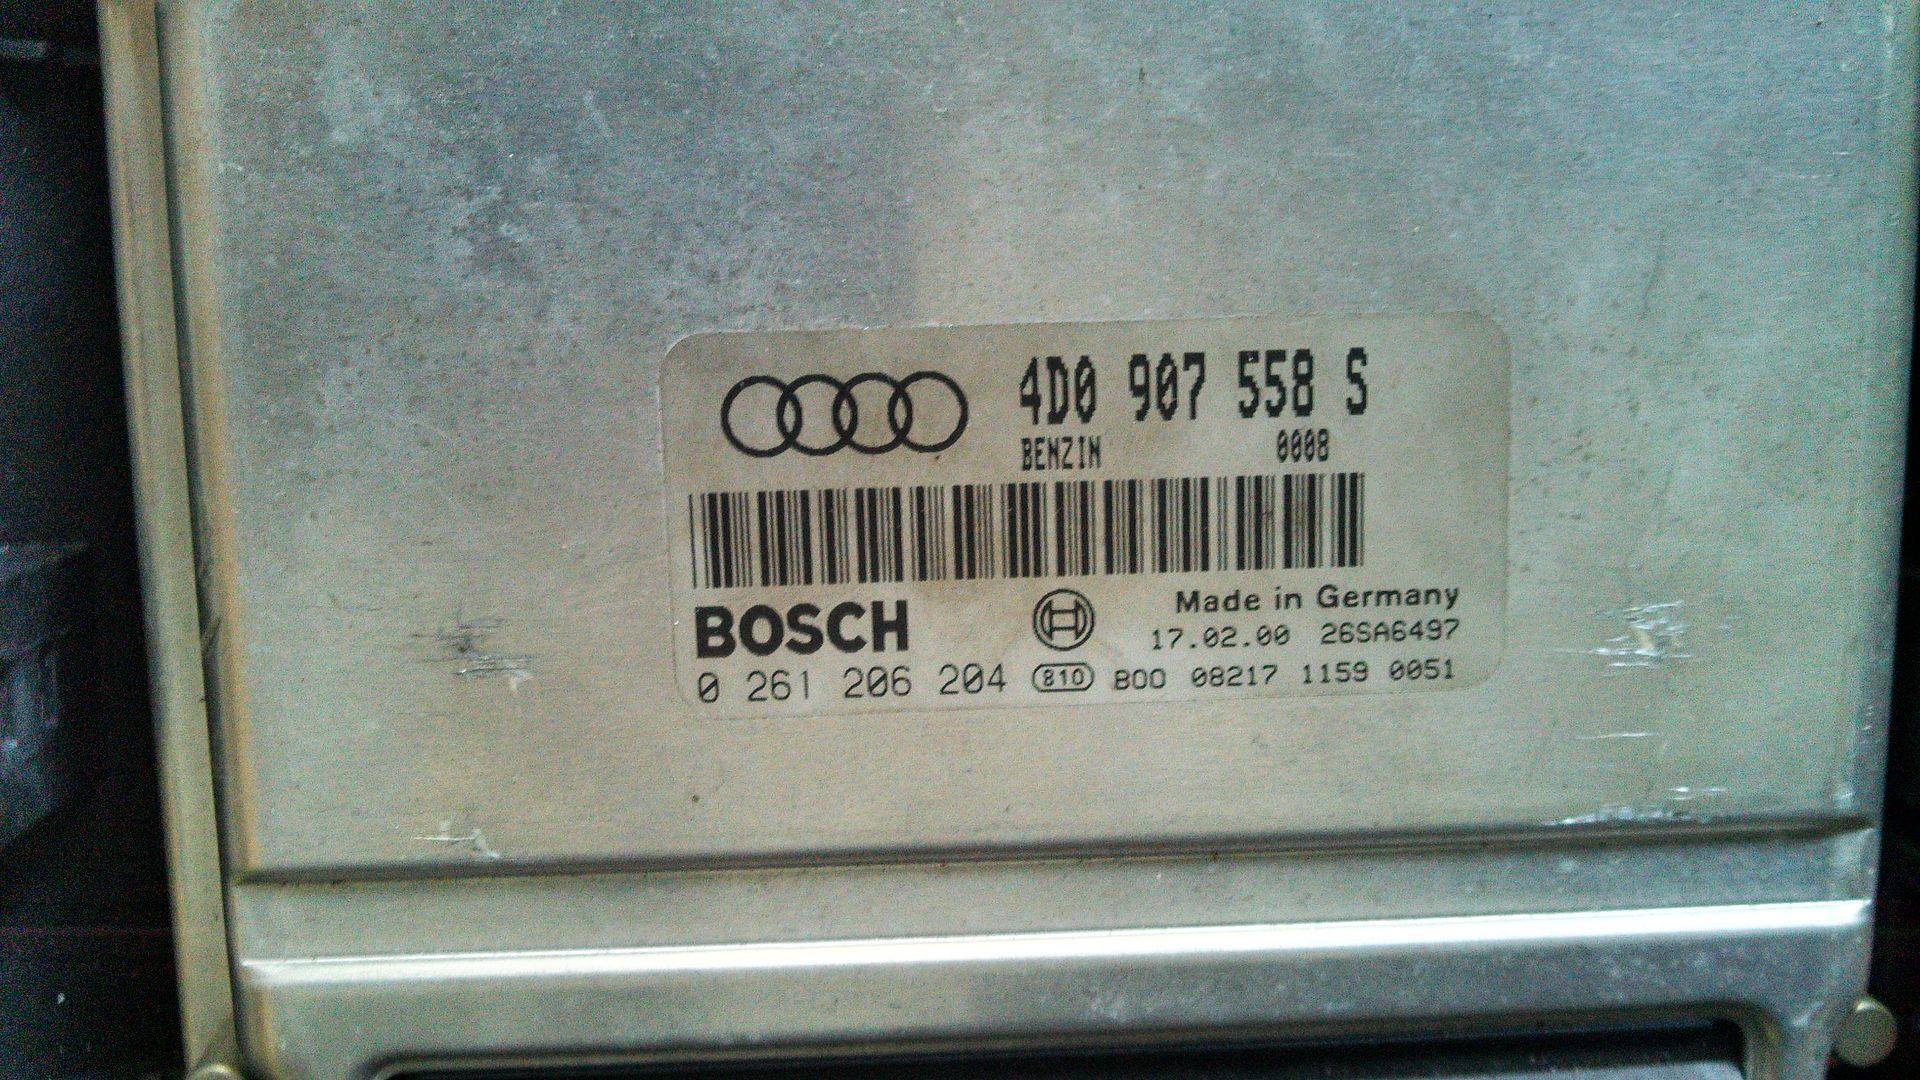 4D0 907 558 S
BENZIN 0008
BOSCH Made in Germany
17.02.00 26SA6497
0 261 206 204 810 B00 08217 1159 0051